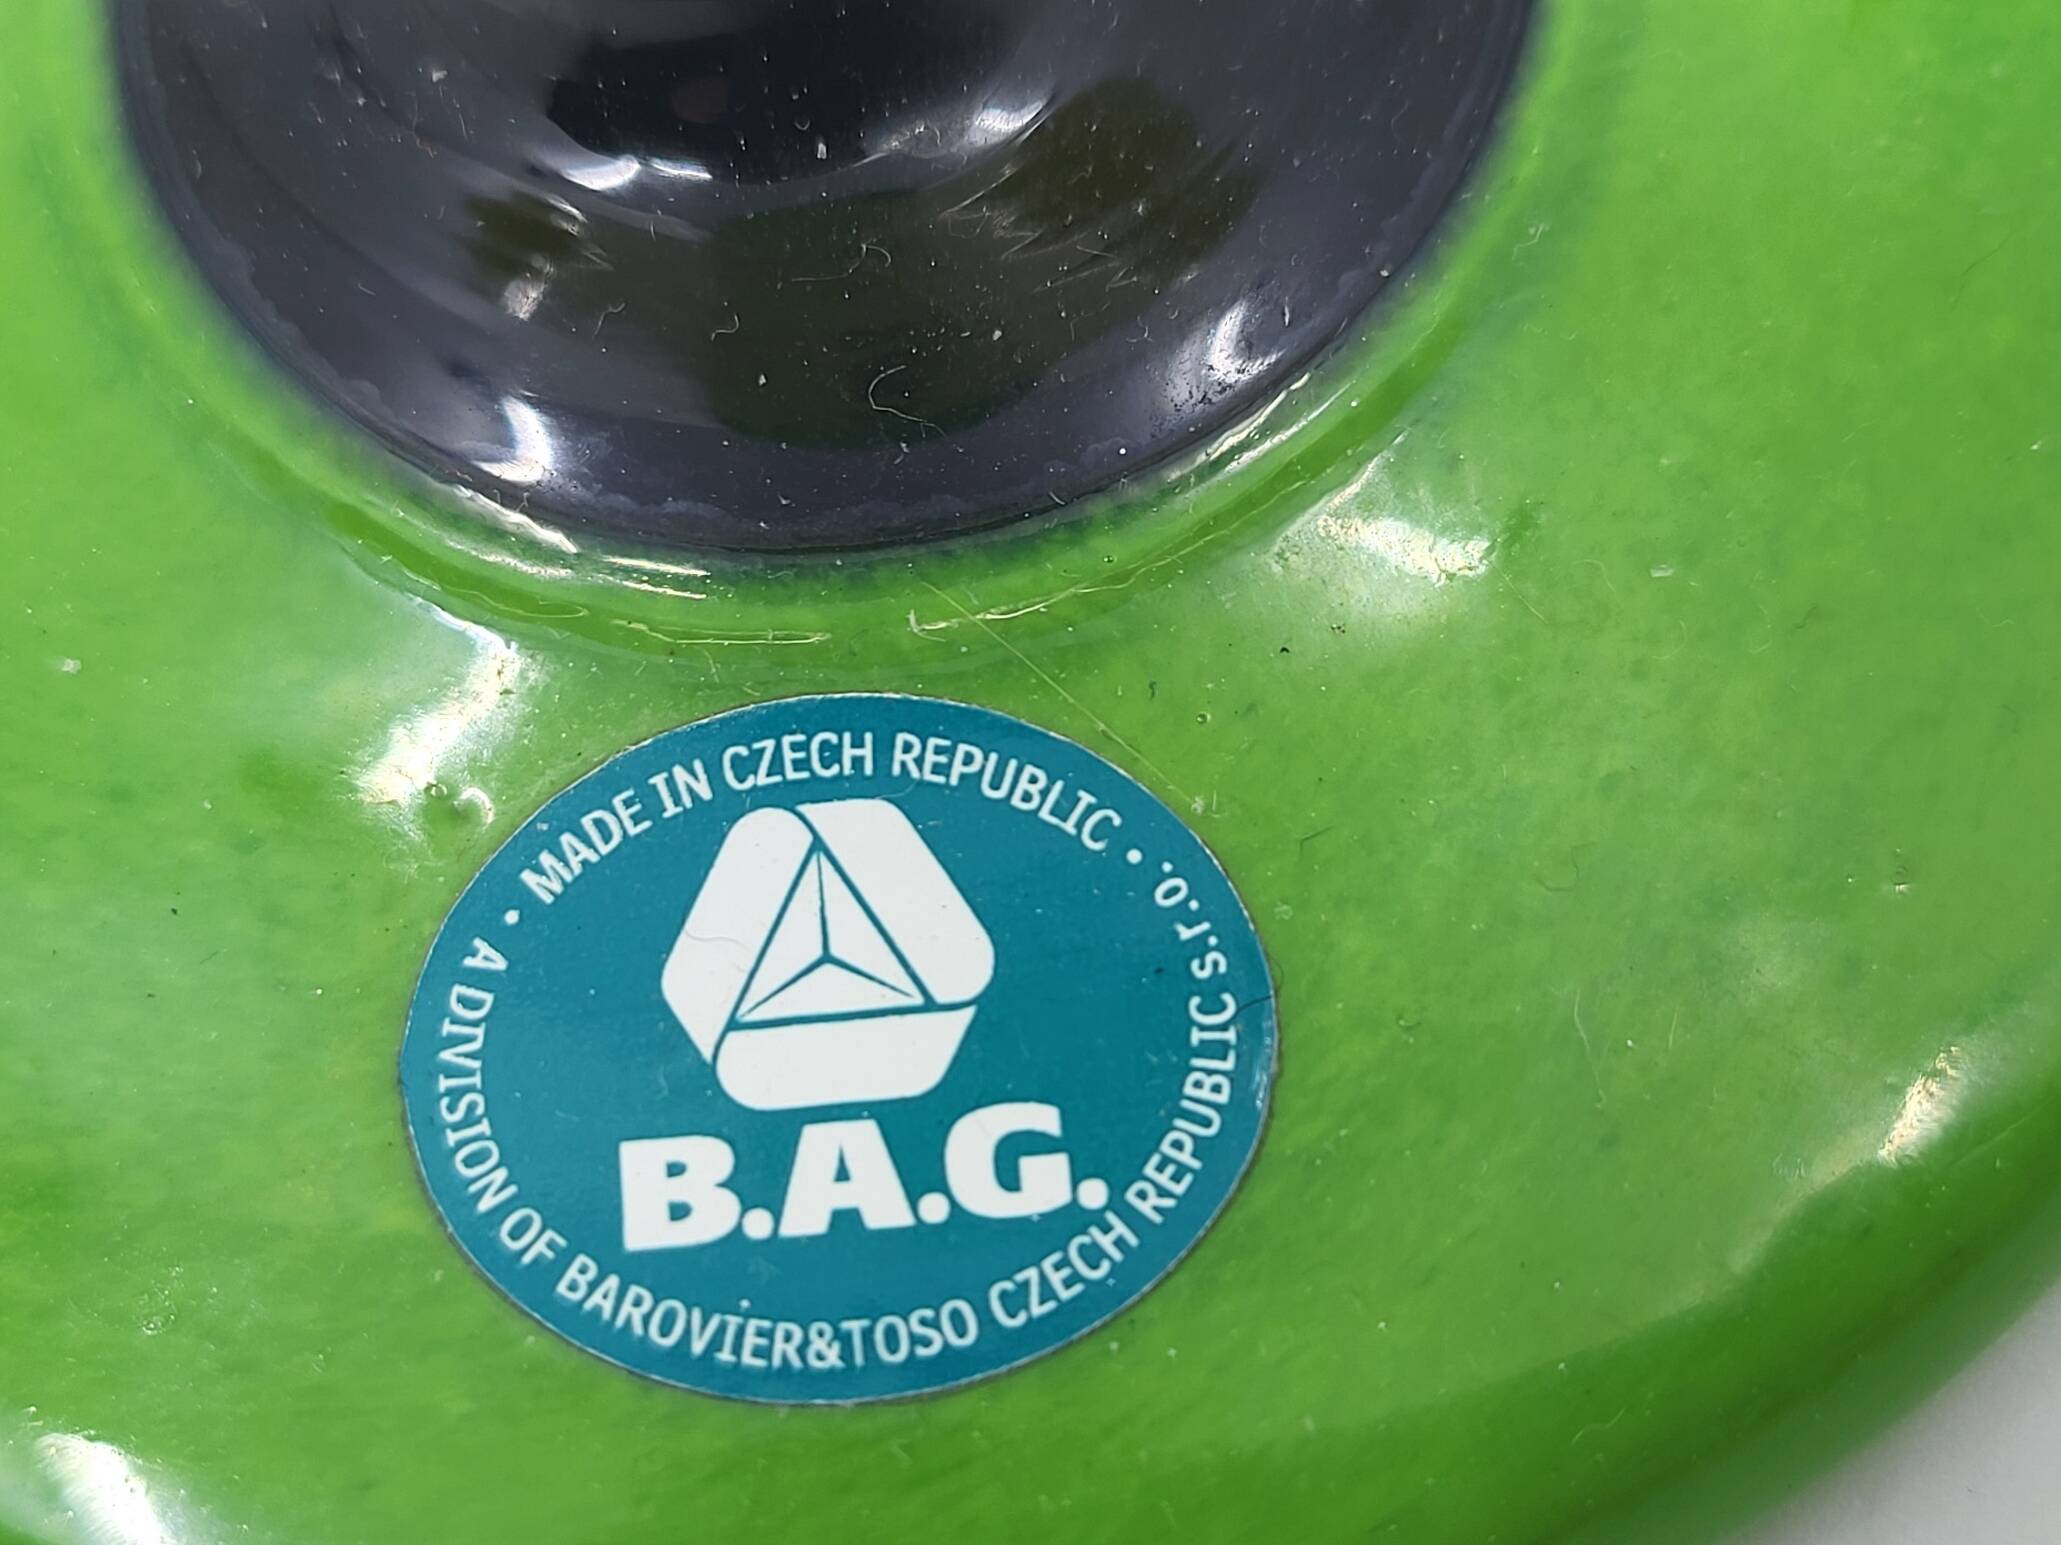 • MADE IN CZECH REPUBLIC •
B.A.G.
A DIVISION OF BAROVIER&TOSO CZECH REPUBLIC s.r.o.